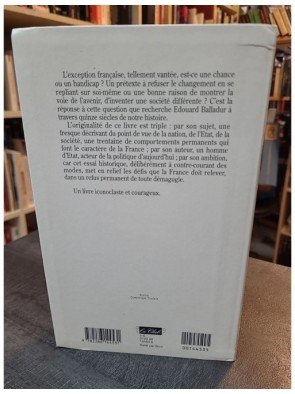 L'exception française, tellement vantée, est-ce une chance
ou un handicap ? Un prétexte à refuser le changement en se
repliant sur soi-même ou une bonne raison de montrer la
voie de l'avenir, d'inventer une société différente ? C'est la
réponse à cette question que recherche Edouard Balladur à
travers quinze siècles de notre histoire.
L'originalité de ce livre est triple : par son sujet, une
fresque décrivant du point de vue de la nation, de l'Etat, de
la société, une trentaine de comportements permanents qui
font le caractère de la France ; par son auteur, un homme
d'Etat, acteur de la politique d'aujourd'hui ; par son ambition,
car cet essai historique, délibérément à contre-courant des
modes, met en relief les défis que la France doit relever,
dans un refus permanent de toute démagogie.
Un livre iconoclaste et courageux.
Le Club